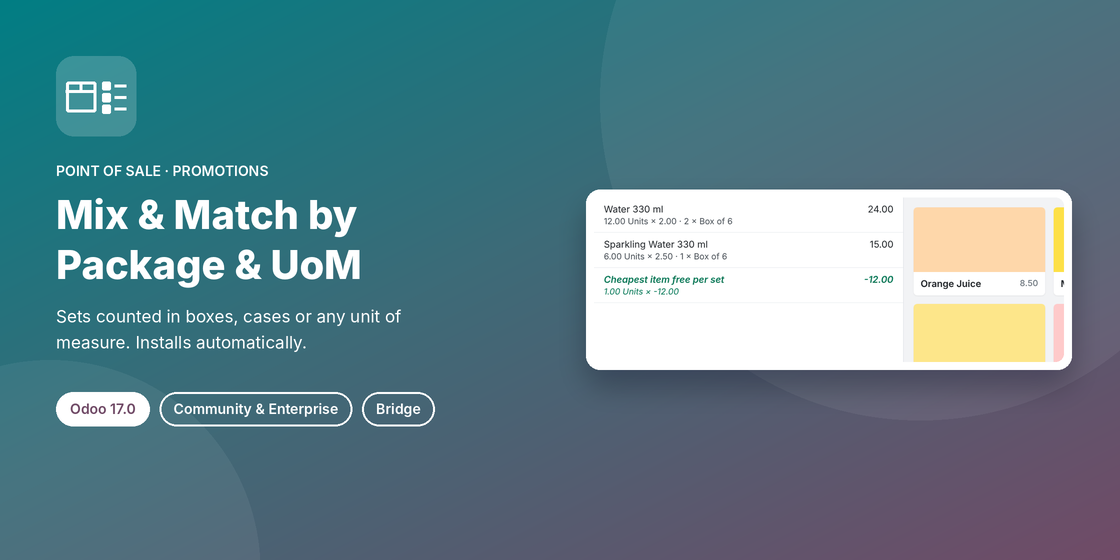 POINT OF SALE · PROMOTIONS
Mix & Match by
Package & UoM
Sets counted in boxes, cases or any unit of
measure. Installs automatically.
Odoo 17.0
Community & Enterprise
Bridge
Water 330 ml 24.00
12.00 Units × 2.00 · 2 × Box of 6
Sparkling Water 330 ml 15.00
6.00 Units × 2.50 · 1 × Box of 6
Cheapest item free per set -12.00
1.00 Units × -12.00
Orange Juice 8.50